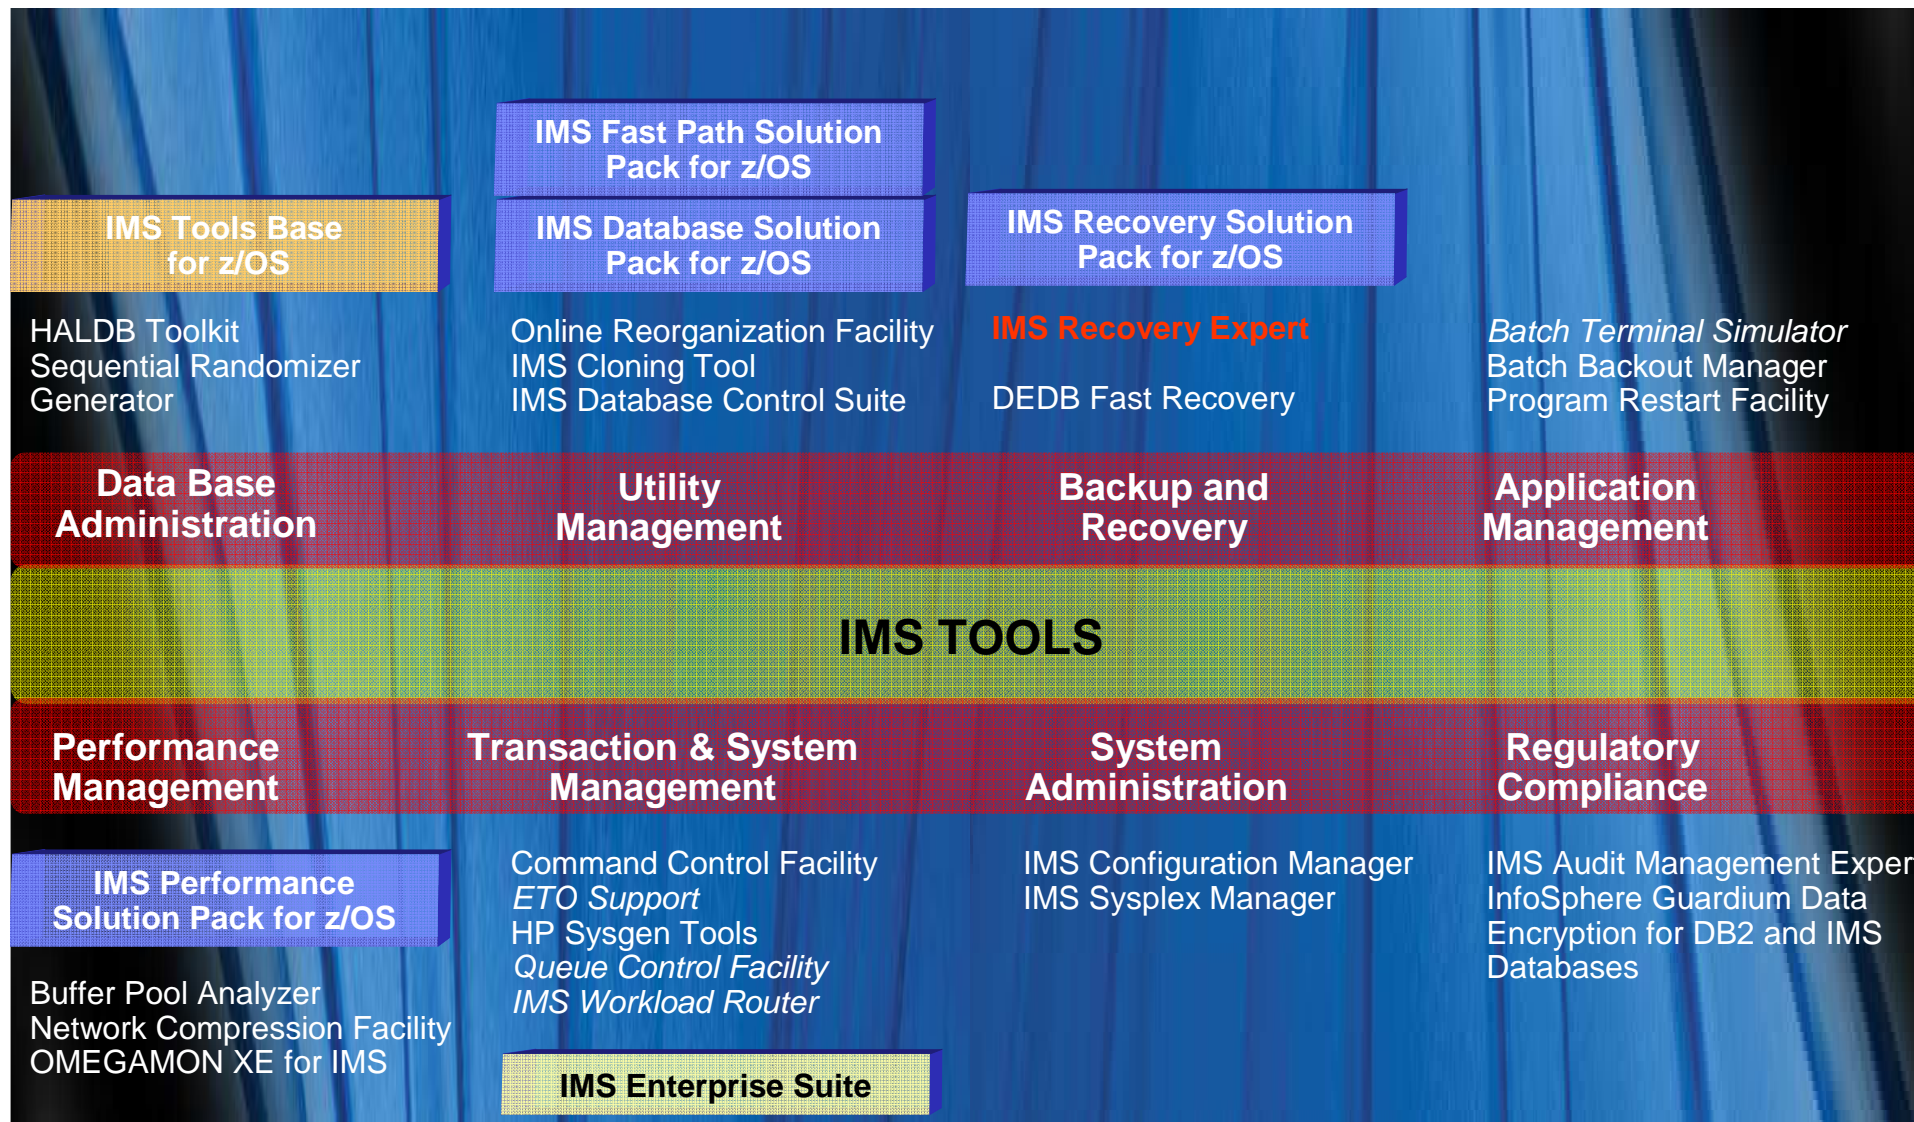 IMS Fast Path Solution
Pack for z/OS
IMS Tools Base
for z/OS
IMS Database Solution
Pack for z/OS
IMS Recovery Solution
Pack for z/OS
HALDB Toolkit
Sequential Randomizer
Generator
Online Reorganization Facility
IMS Cloning Tool
IMS Database Control Suite
IMS Recovery Expert
DEDB Fast Recovery
Batch Terminal Simulator
Batch Backout Manager
Program Restart Facility
Data Base
Administration
Utility
Management
Backup and
Recovery
Application
Management
IMS TOOLS
Performance
Management
Transaction & System
Management
System
Administration
Regulatory
Compliance
IMS Performance
Solution Pack for z/OS
Buffer Pool Analyzer
Network Compression Facility
OMEGAMON XE for IMS
Command Control Facility
ETO Support
HP Sysgen Tools
Queue Control Facility
IMS Workload Router
IMS Enterprise Suite
IMS Configuration Manager
IMS Sysplex Manager
IMS Audit Management Expert
InfoSphere Guardium Data
Encryption for DB2 and IMS
Databases